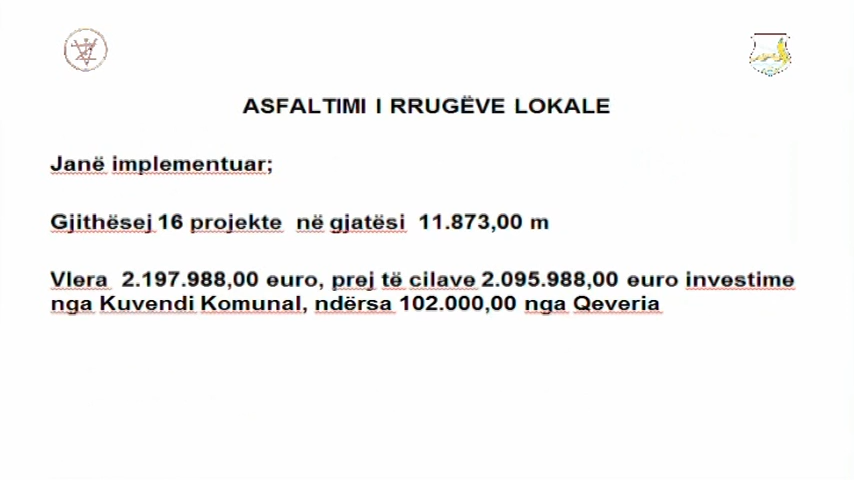 ASFALTIMI I RRUGËVE LOKALE
Janë implementuar;
Gjithësej 16 projekte në gjatësi 11.873,00 m
Vlera 2.197.988,00 euro, prej të cilave 2.095.988,00 euro investime
nga Kuvendi Komunal, ndërsa 102.000,00 nga Qeveria